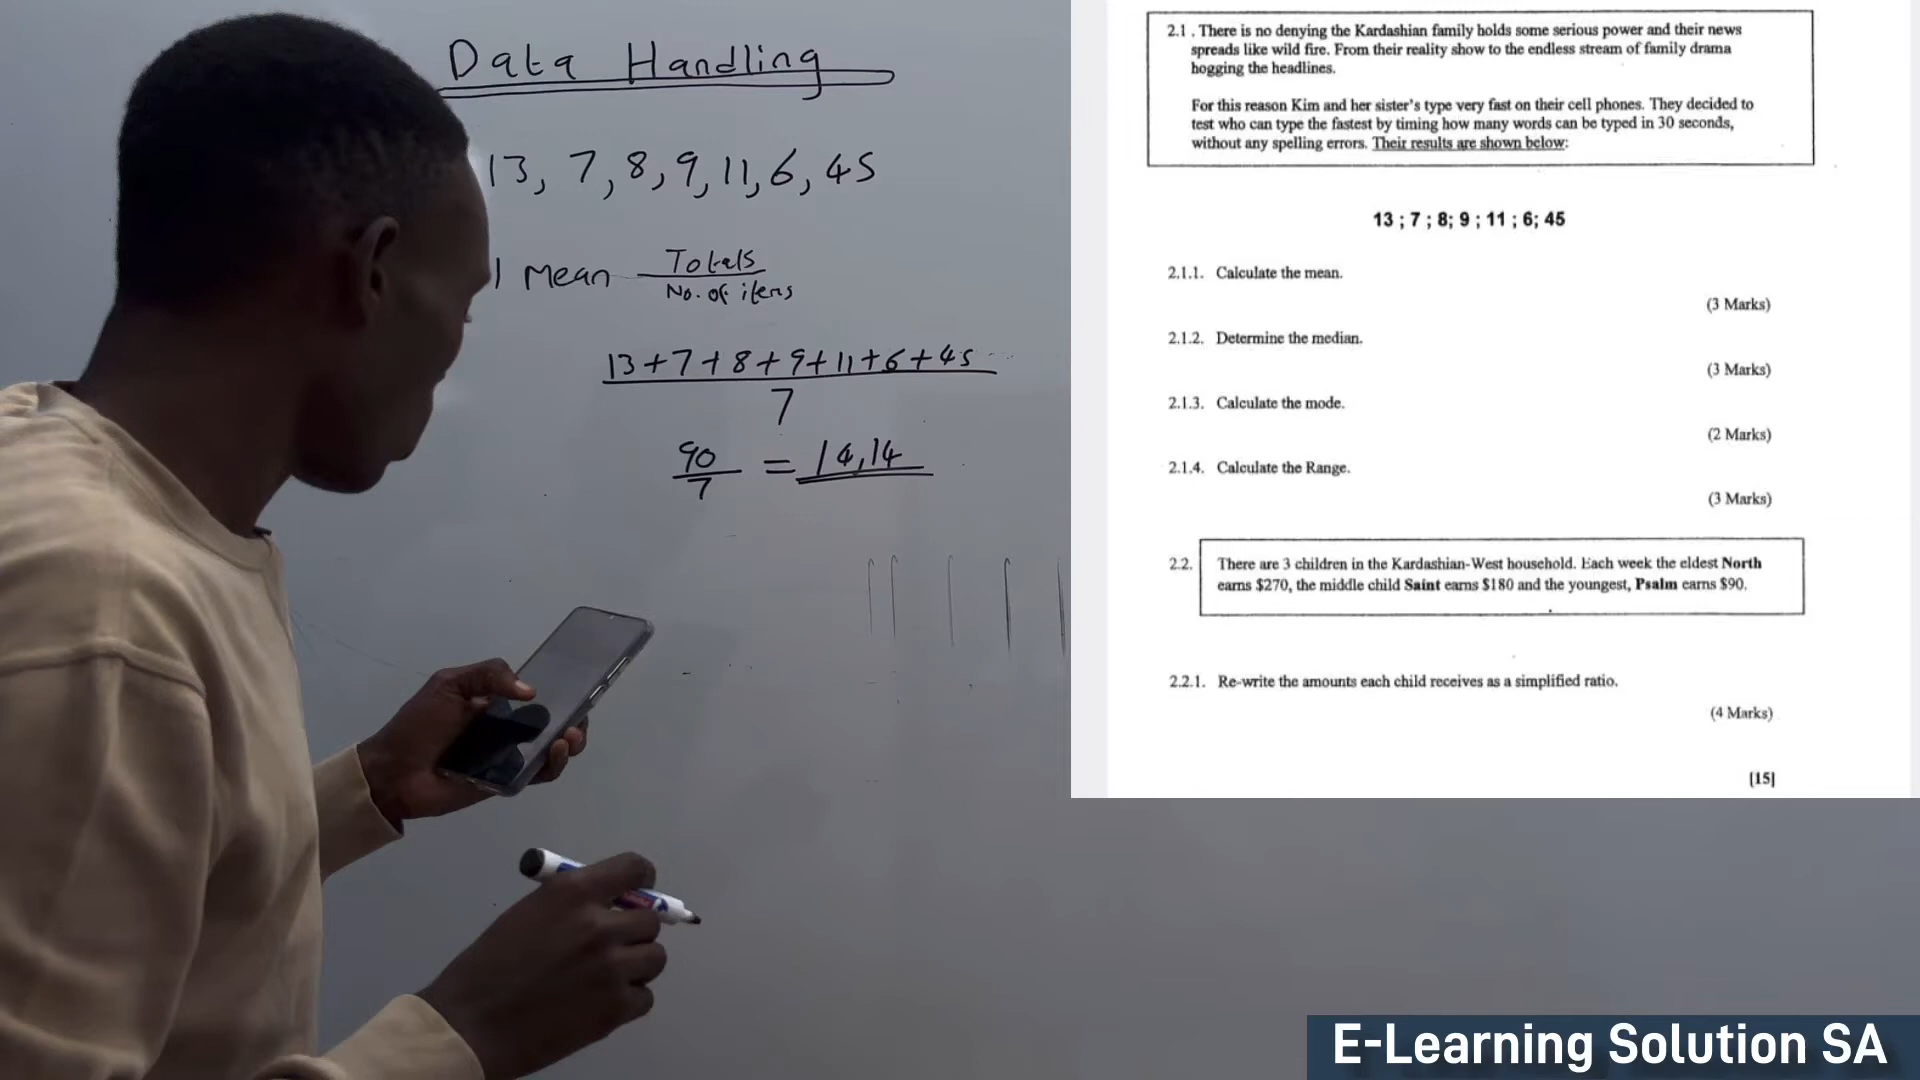 Data Handling
13, 7, 8, 9, 11, 6, 45
1 Mean Totals
No. of items
13+7+8+9+11+6+45
7
90
7
= 14,14
2.1 . There is no denying the Kardashian family holds some serious power and their news
spreads like wild fire. From their reality show to the endless stream of family drama
hogging the headlines.
For this reason Kim and her sister's type very fast on their cell phones. They decided to
test who can type the fastest by timing how many words can be typed in 30 seconds,
without any spelling errors. Their results are shown below:
13 ; 7 ; 8; 9 ; 11 ; 6; 45
2.1.1. Calculate the mean.
(3 Marks)
2.1.2. Determine the median.
(3 Marks)
2.1.3. Calculate the mode.
(2 Marks)
2.1.4. Calculate the Range.
(3 Marks)
2.2. There are 3 children in the Kardashian-West household. Each week the eldest North
earns $270, the middle child Saint earns $180 and the youngest, Psalm earns $90.
2.2.1. Re-write the amounts each child receives as a simplified ratio.
(4 Marks)
[15]
E-Learning Solution SA